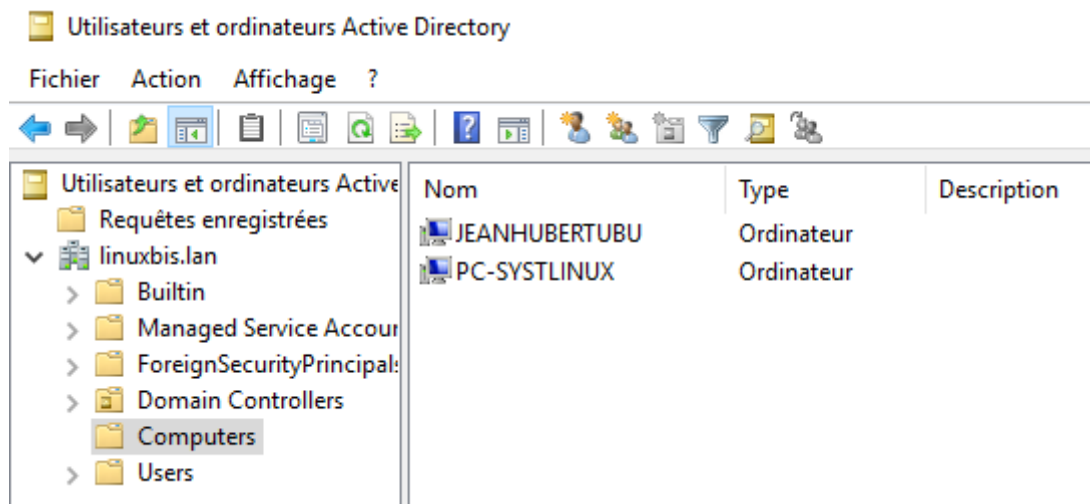 Utilisateurs et ordinateurs Active Directory
Fichier Action Affichage ?
Utilisateurs et ordinateurs Active
Requêtes enregistrées
linuxbis.lan
Builtin
Managed Service Accour
ForeignSecurityPrincipals
Domain Controllers
Computers
Users
Nom Type Description
JEANHUBERTUBU Ordinateur
PC-SYSTLINUX Ordinateur